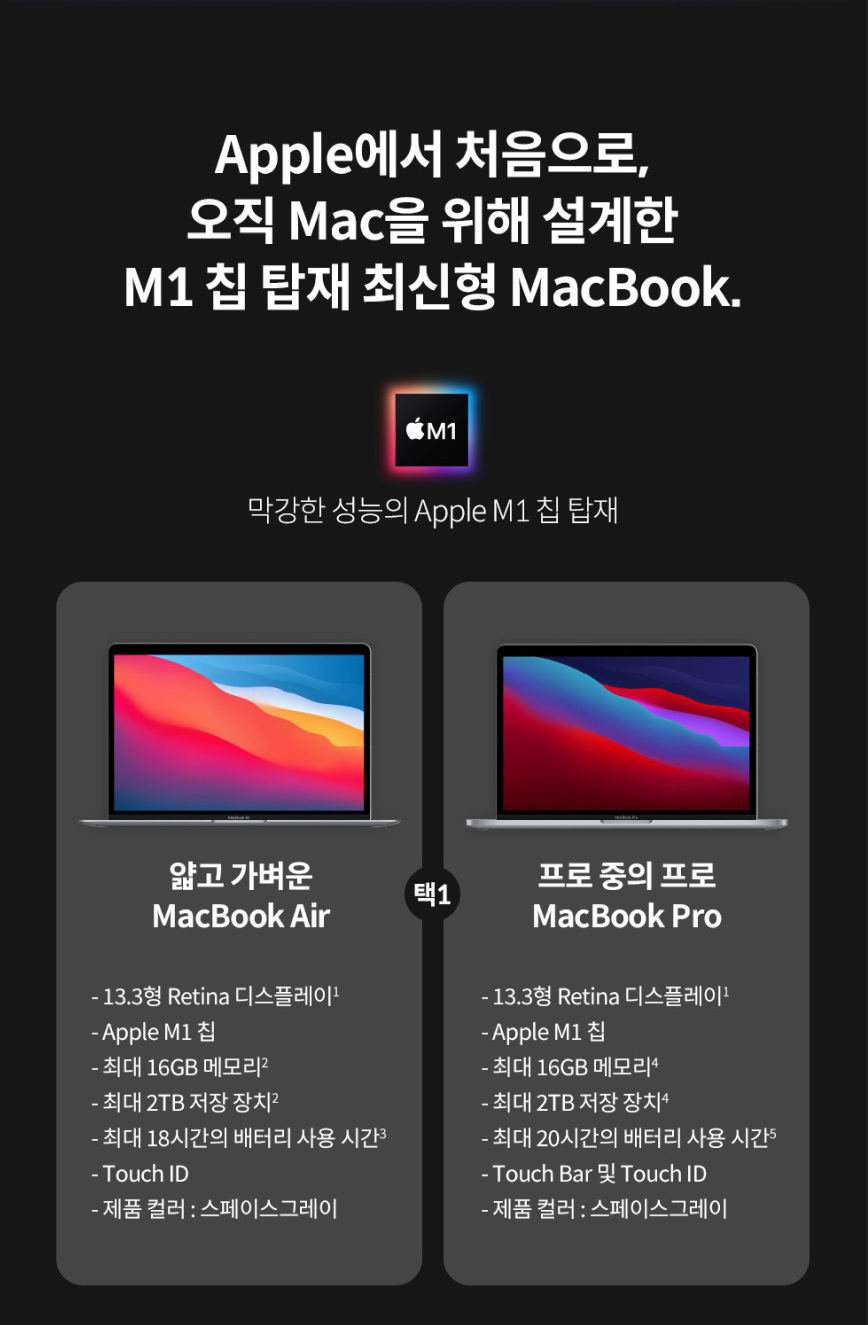 Apple에서 처음으로,
오직 Mac을 위해 설계한
M1 칩 탑재 최신형 MacBook.
M1
막강한 성능의 Apple M1 칩 탑재
얇고 가벼운
MacBook Air
- 13.3형 Retina 디스플레이¹
- Apple M1 칩
- 최대 16GB 메모리²
- 최대 2TB 저장 장치²
- 최대 18시간의 배터리 사용 시간³
- Touch ID
- 제품 컬러 : 스페이스그레이
택1
프로 중의 프로
MacBook Pro
- 13.3형 Retina 디스플레이¹
- Apple M1 칩
- 최대 16GB 메모리⁴
- 최대 2TB 저장 장치⁴
- 최대 20시간의 배터리 사용 시간⁵
- Touch Bar 및 Touch ID
- 제품 컬러 : 스페이스그레이